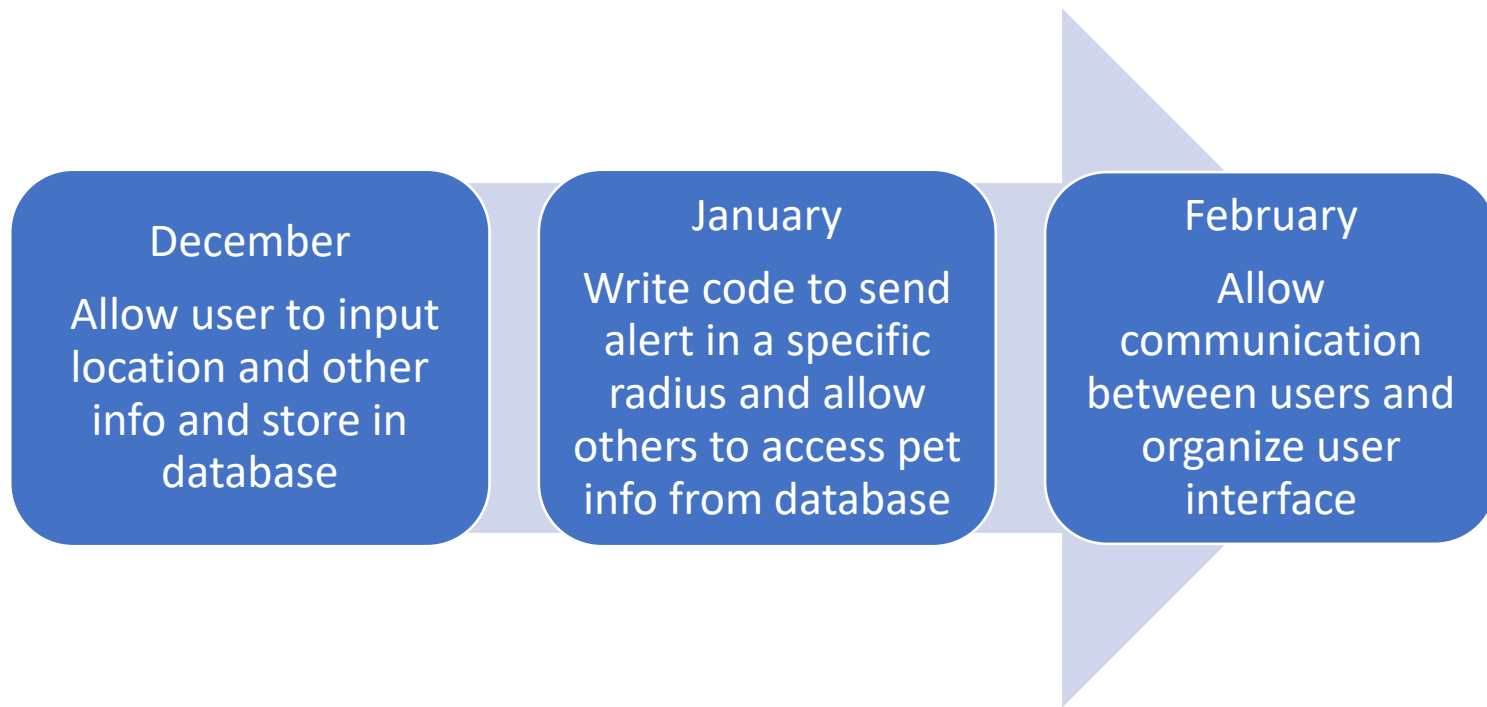 December
Allow user to input
location and other
info and store in
database
January
Write code to send
alert in a specific
radius and allow
others to access pet
info from database
February
Allow
communication
between users and
organize user
interface